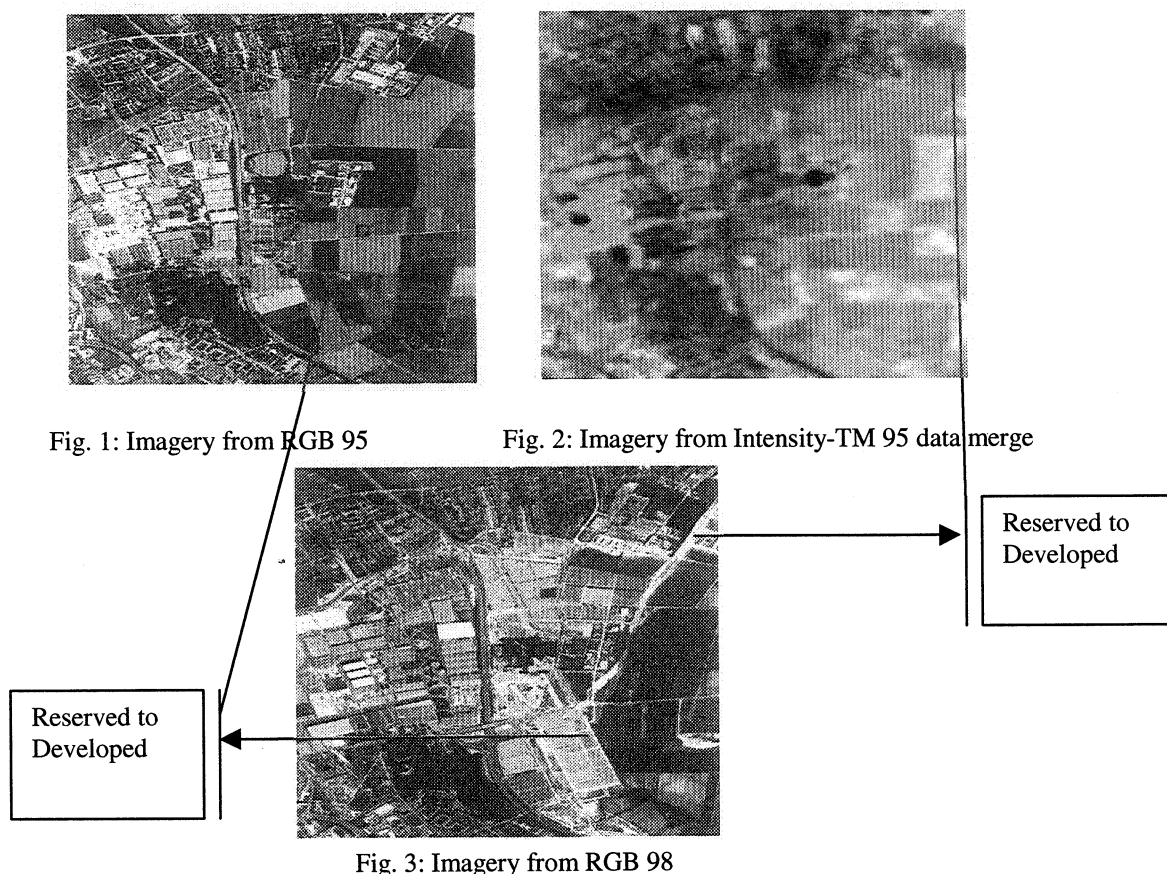 Fig. 1: Imagery from RGB 95
Fig. 2: Imagery from Intensity-TM 95 data merge
Reserved to
Developed
Reserved to
Developed
Fig. 3: Imagery from RGB 98